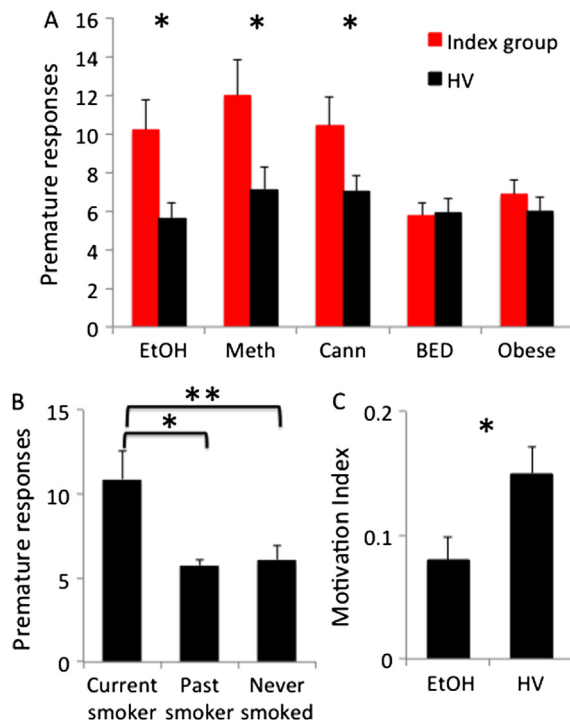 A
16
14
12
10
8
6
4
2
0
Premature responses
*
*
*
Index group
HV
EtOH Meth Cann BED Obese
B
15
10
5
0
Premature responses
**
*
Current smoker
Past smoker
Never smoked
C
0.2
0.1
0
Motivation Index
*
EtOH HV